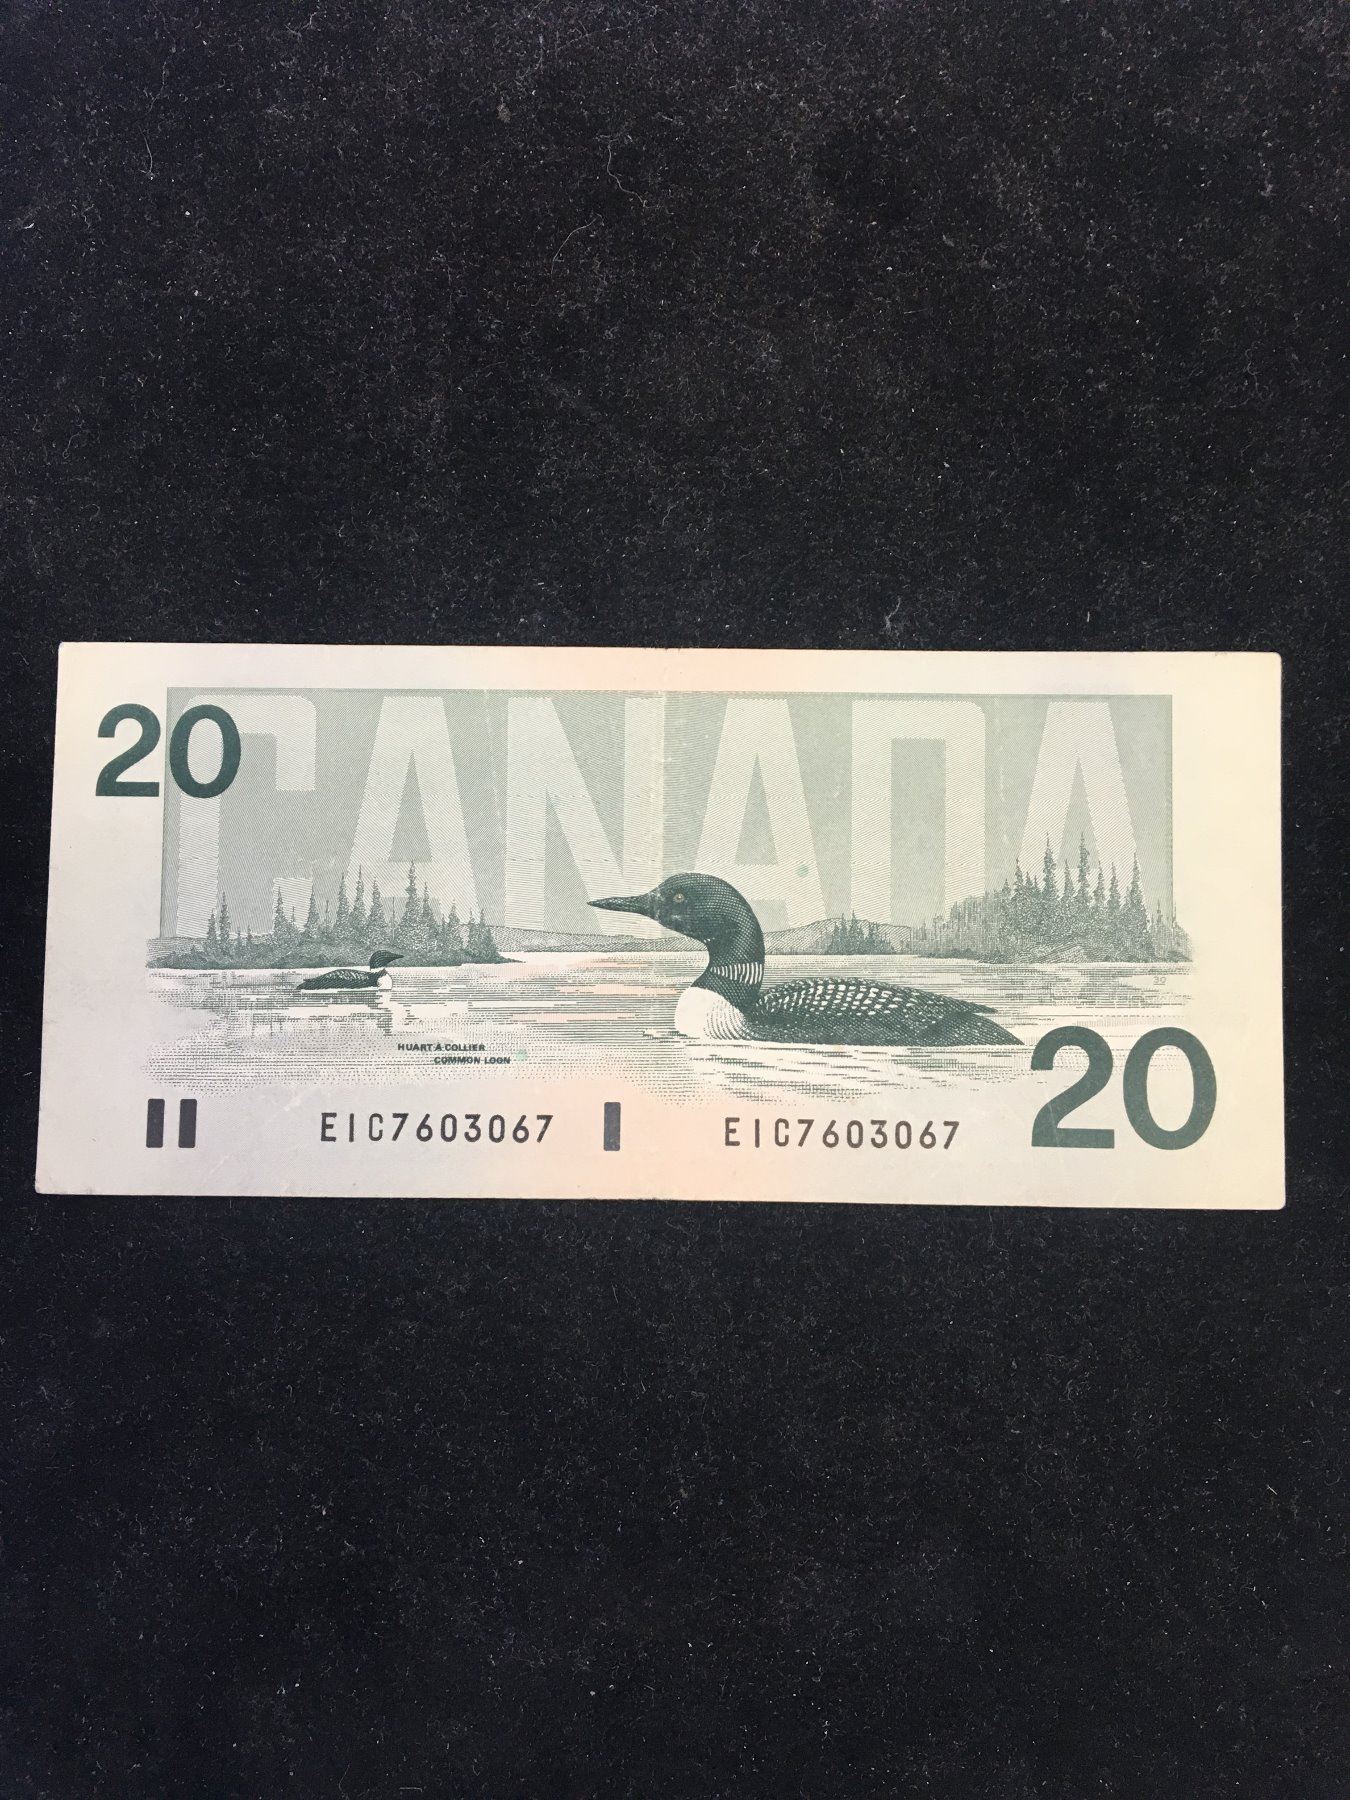 20
CANADA
HUART À COLLIER
COMMON LOON
EIC7603067
EIC7603067
20